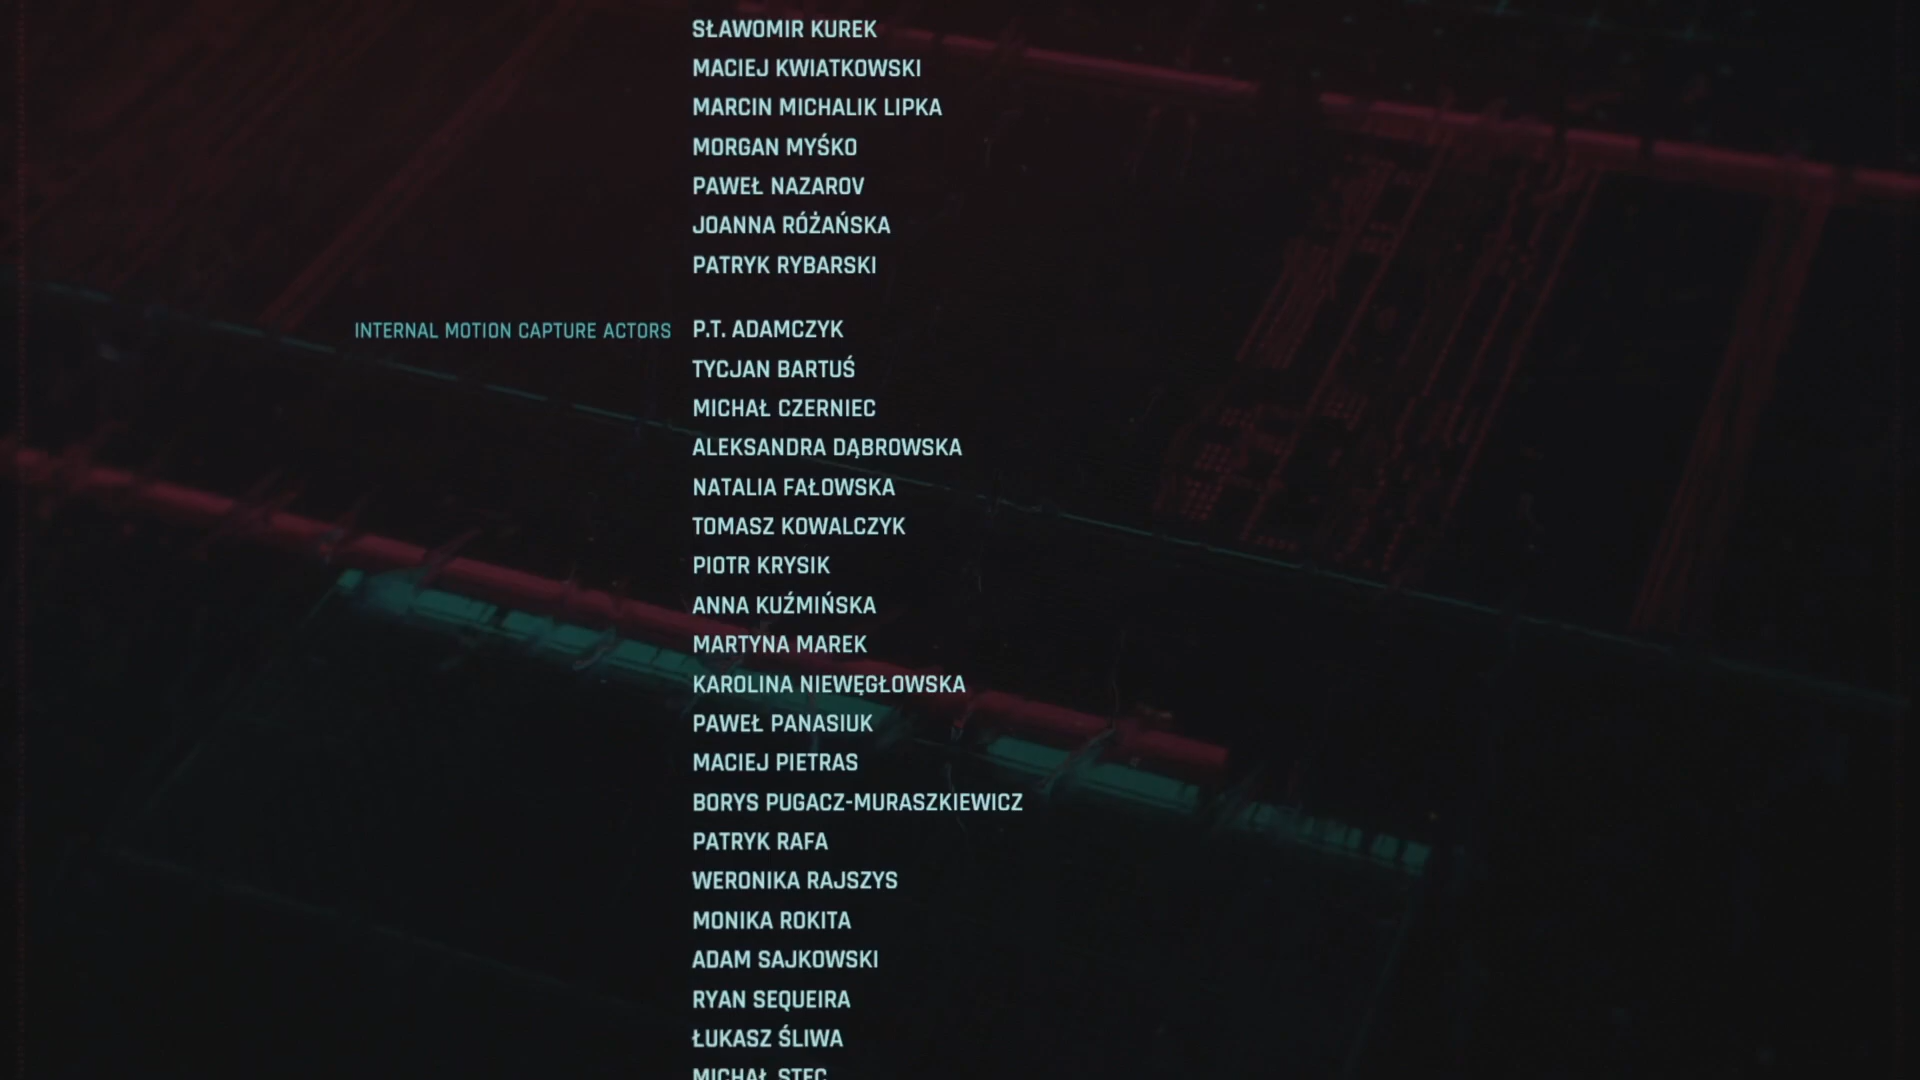 SŁAWOMIR KUREK
MACIEJ KWIATKOWSKI
MARCIN MICHALIK LIPKA
MORGAN MYŚKO
PAWEŁ NAZAROV
JOANNA RÓŻAŃSKA
PATRYK RYBARSKI
INTERNAL MOTION CAPTURE ACTORS P.T. ADAMCZYK
TYCJAN BARTUŚ
MICHAŁ CZERNIEC
ALEKSANDRA DĄBROWSKA
NATALIA FAŁOWSKA
TOMASZ KOWALCZYK
PIOTR KRYSIK
ANNA KUŹMIŃSKA
MARTYNA MAREK
KAROLINA NIEWĘGŁOWSKA
PAWEŁ PANASIUK
MACIEJ PIETRAS
BORYS PUGACZ-MURASZKIEWICZ
PATRYK RAFA
WERONIKA RAJSZYS
MONIKA ROKITA
ADAM SAJKOWSKI
RYAN SEQUEIRA
ŁUKASZ ŚLIWA
MICHAŁ STEC